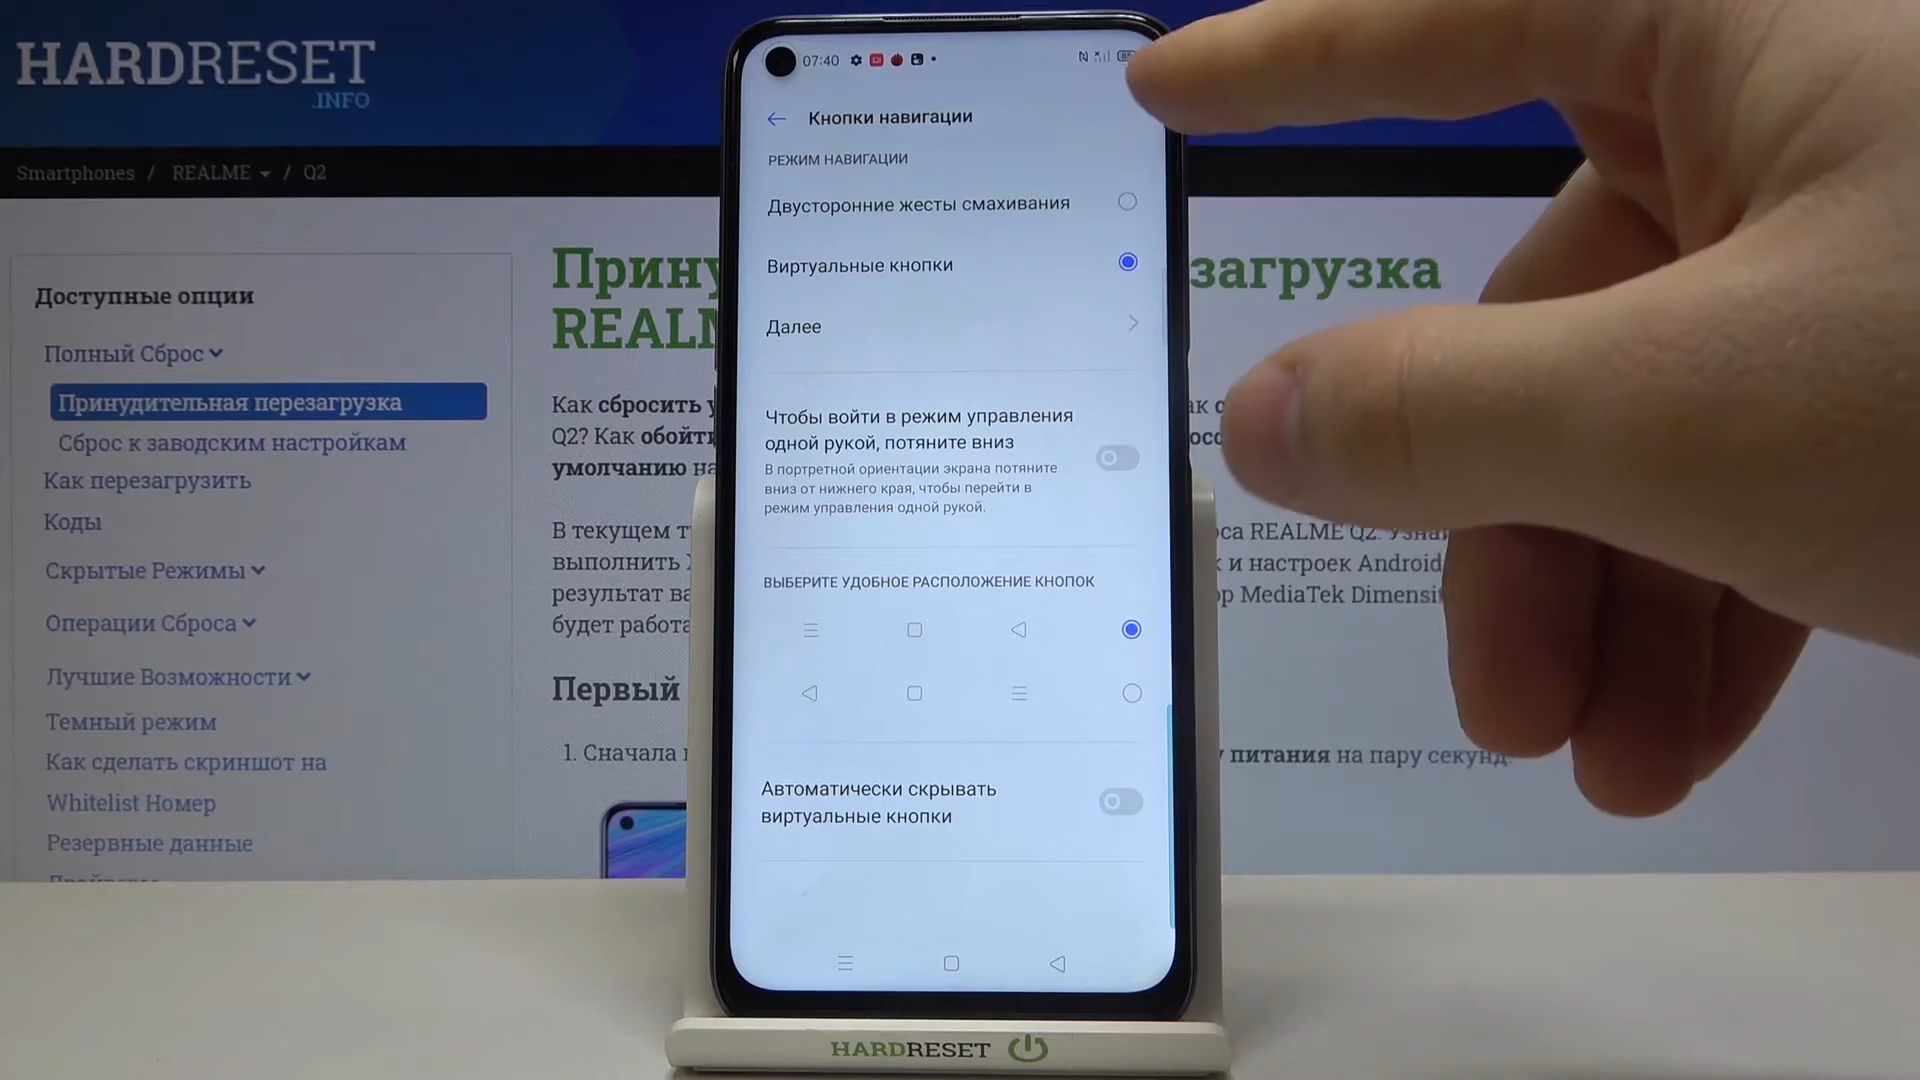 HARDRESET
.INFO
Smartphones / REALME / Q2
Доступные опции
Полный Сброс
Принудительная перезагрузка
Сброс к заводским настройкам
Как перезагрузить
Коды
Скрытые Режимы
Операции Сброса
Лучшие Возможности
Темный режим
Как сделать скриншот на
Whitelist Номер
Резервные данные
загрузка
REALM
Как сбросить
Q2? Как обойти
умолчанию на
В текущем
выполнить
результат
будет работа
REALME Q2. Узнай
к и настроек Android
MediaTek Dimensit
Первый
1. Сначала
питания на пару секунд.
07:40
Кнопки навигации
РЕЖИМ НАВИГАЦИИ
Двусторонние жесты смахивания
Виртуальные кнопки
Далее
Чтобы войти в режим управления
одной рукой, потяните вниз
В портретной ориентации экрана потяните
вниз от нижнего края, чтобы перейти в
режим управления одной рукой.
ВЫБЕРИТЕ УДОБНОЕ РАСПОЛОЖЕНИЕ КНОПОК
Автоматически скрывать
виртуальные кнопки
HARDRESET